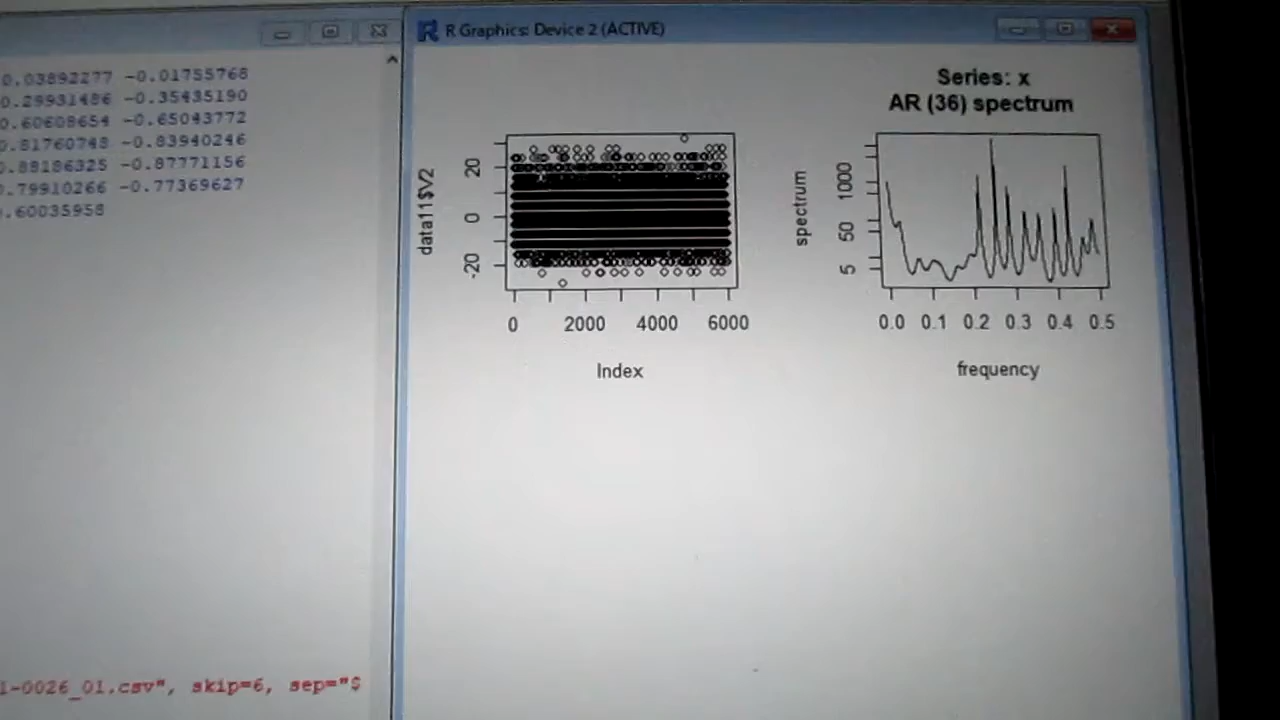 0.03892277 -0.01755768
0.29931486 -0.35435190
0.60608654 -0.65043772
0.81760748 -0.83940246
0.88186325 -0.87771156
0.79910266 -0.77369627
.60035958
1-0026_01.csv", skip=6, sep="$
R Graphics: Device 2 (ACTIVE)
data11$V2
20
0
-20
0 2000 4000 6000
Index
Series: x
AR (36) spectrum
spectrum
1000
50
5
0.0 0.1 0.2 0.3 0.4 0.5
frequency